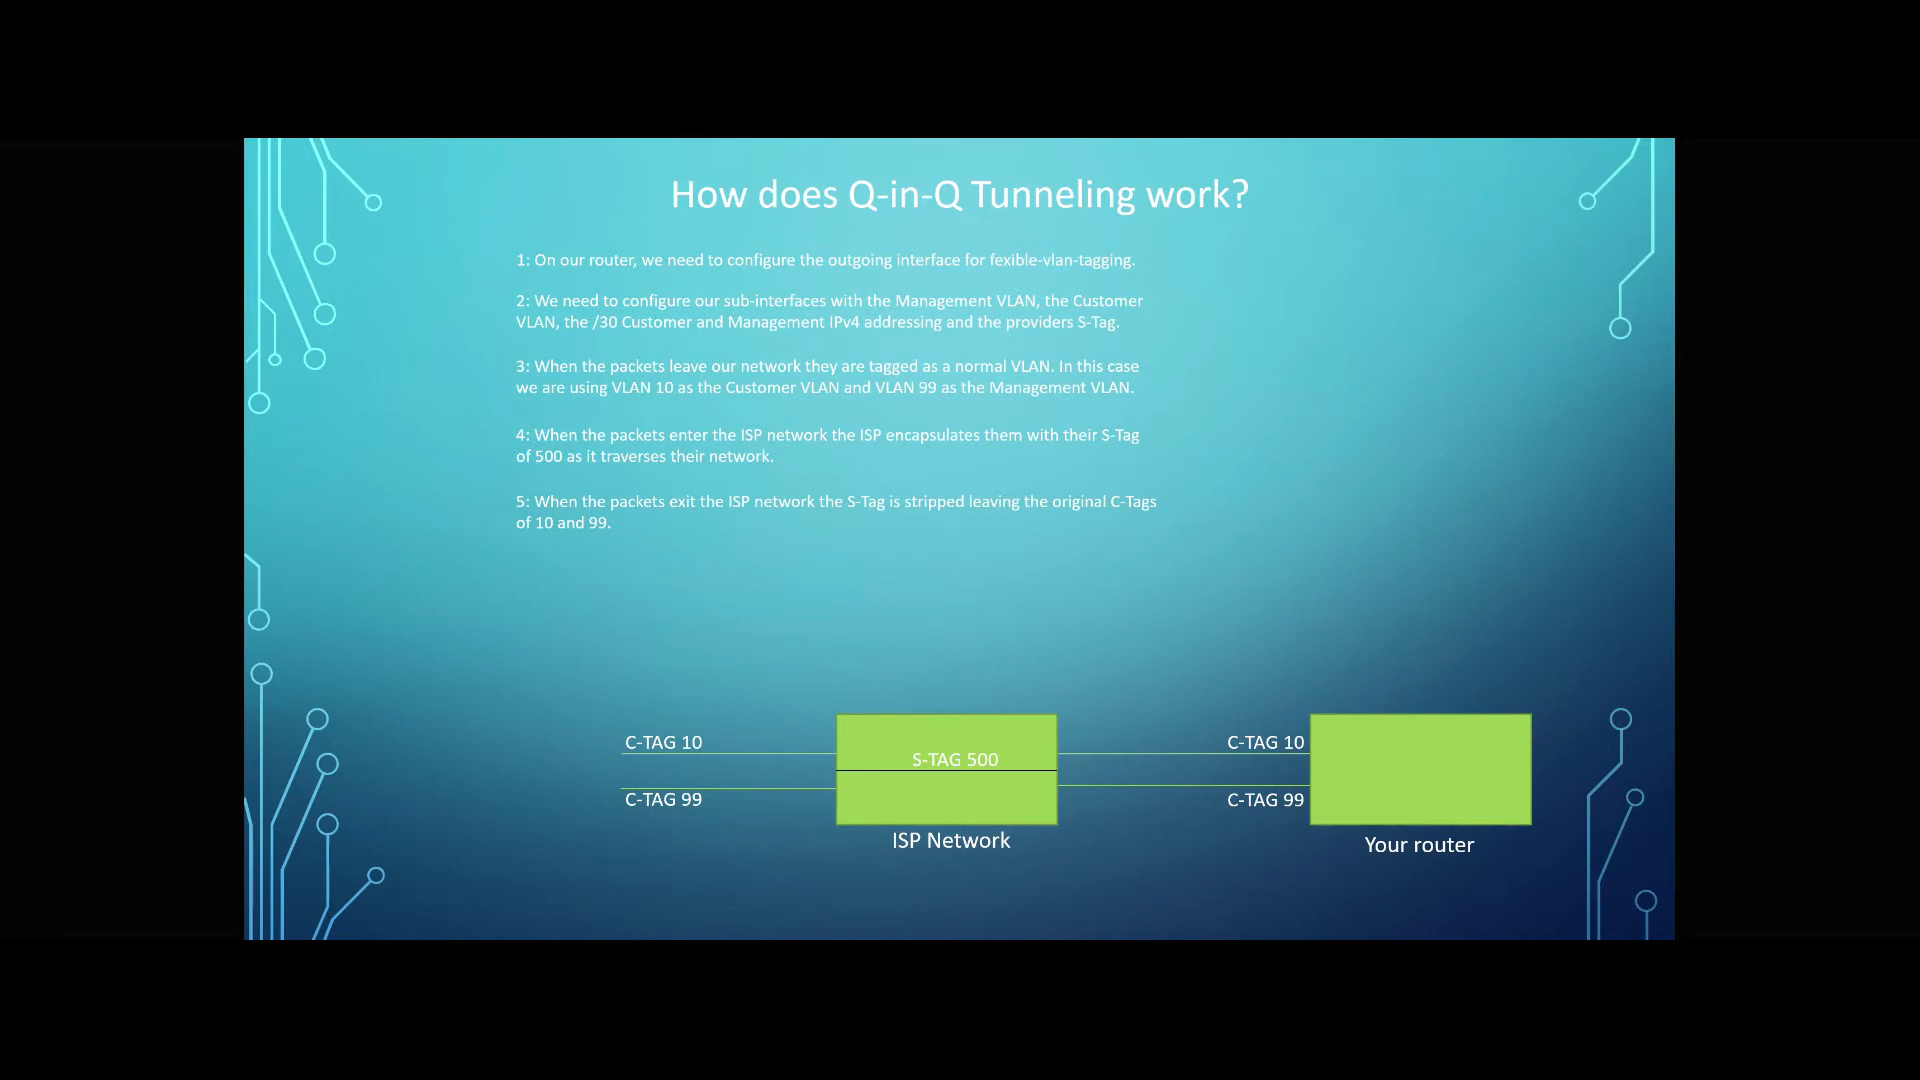 How does Q-in-Q Tunneling work?
1: On our router, we need to configure the outgoing interface for fexible-vlan-tagging.
2: We need to configure our sub-interfaces with the Management VLAN, the Customer
VLAN, the /30 Customer and Management IPv4 addressing and the providers S-Tag.
3: When the packets leave our network they are tagged as a normal VLAN. In this case
we are using VLAN 10 as the Customer VLAN and VLAN 99 as the Management VLAN.
4: When the packets enter the ISP network the ISP encapsulates them with their S-Tag
of 500 as it traverses their network.
5: When the packets exit the ISP network the S-Tag is stripped leaving the original C-Tags
of 10 and 99.
C-TAG 10
S-TAG 500
C-TAG 10
C-TAG 99
C-TAG 99
ISP Network
Your router